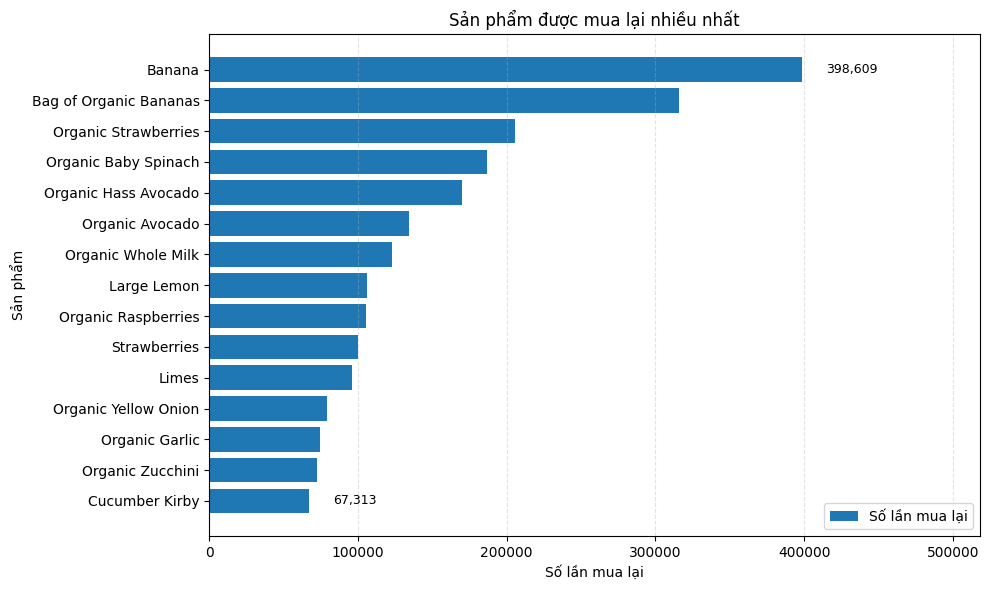 Sản phẩm được mua lại nhiều nhất
Sản phẩm
Banana
398,609
Bag of Organic Bananas
Organic Strawberries
Organic Baby Spinach
Organic Hass Avocado
Organic Avocado
Organic Whole Milk
Large Lemon
Organic Raspberries
Strawberries
Limes
Organic Yellow Onion
Organic Garlic
Organic Zucchini
Cucumber Kirby
67,313
Số lần mua lại
0 100000 200000 300000 400000 500000
Số lần mua lại